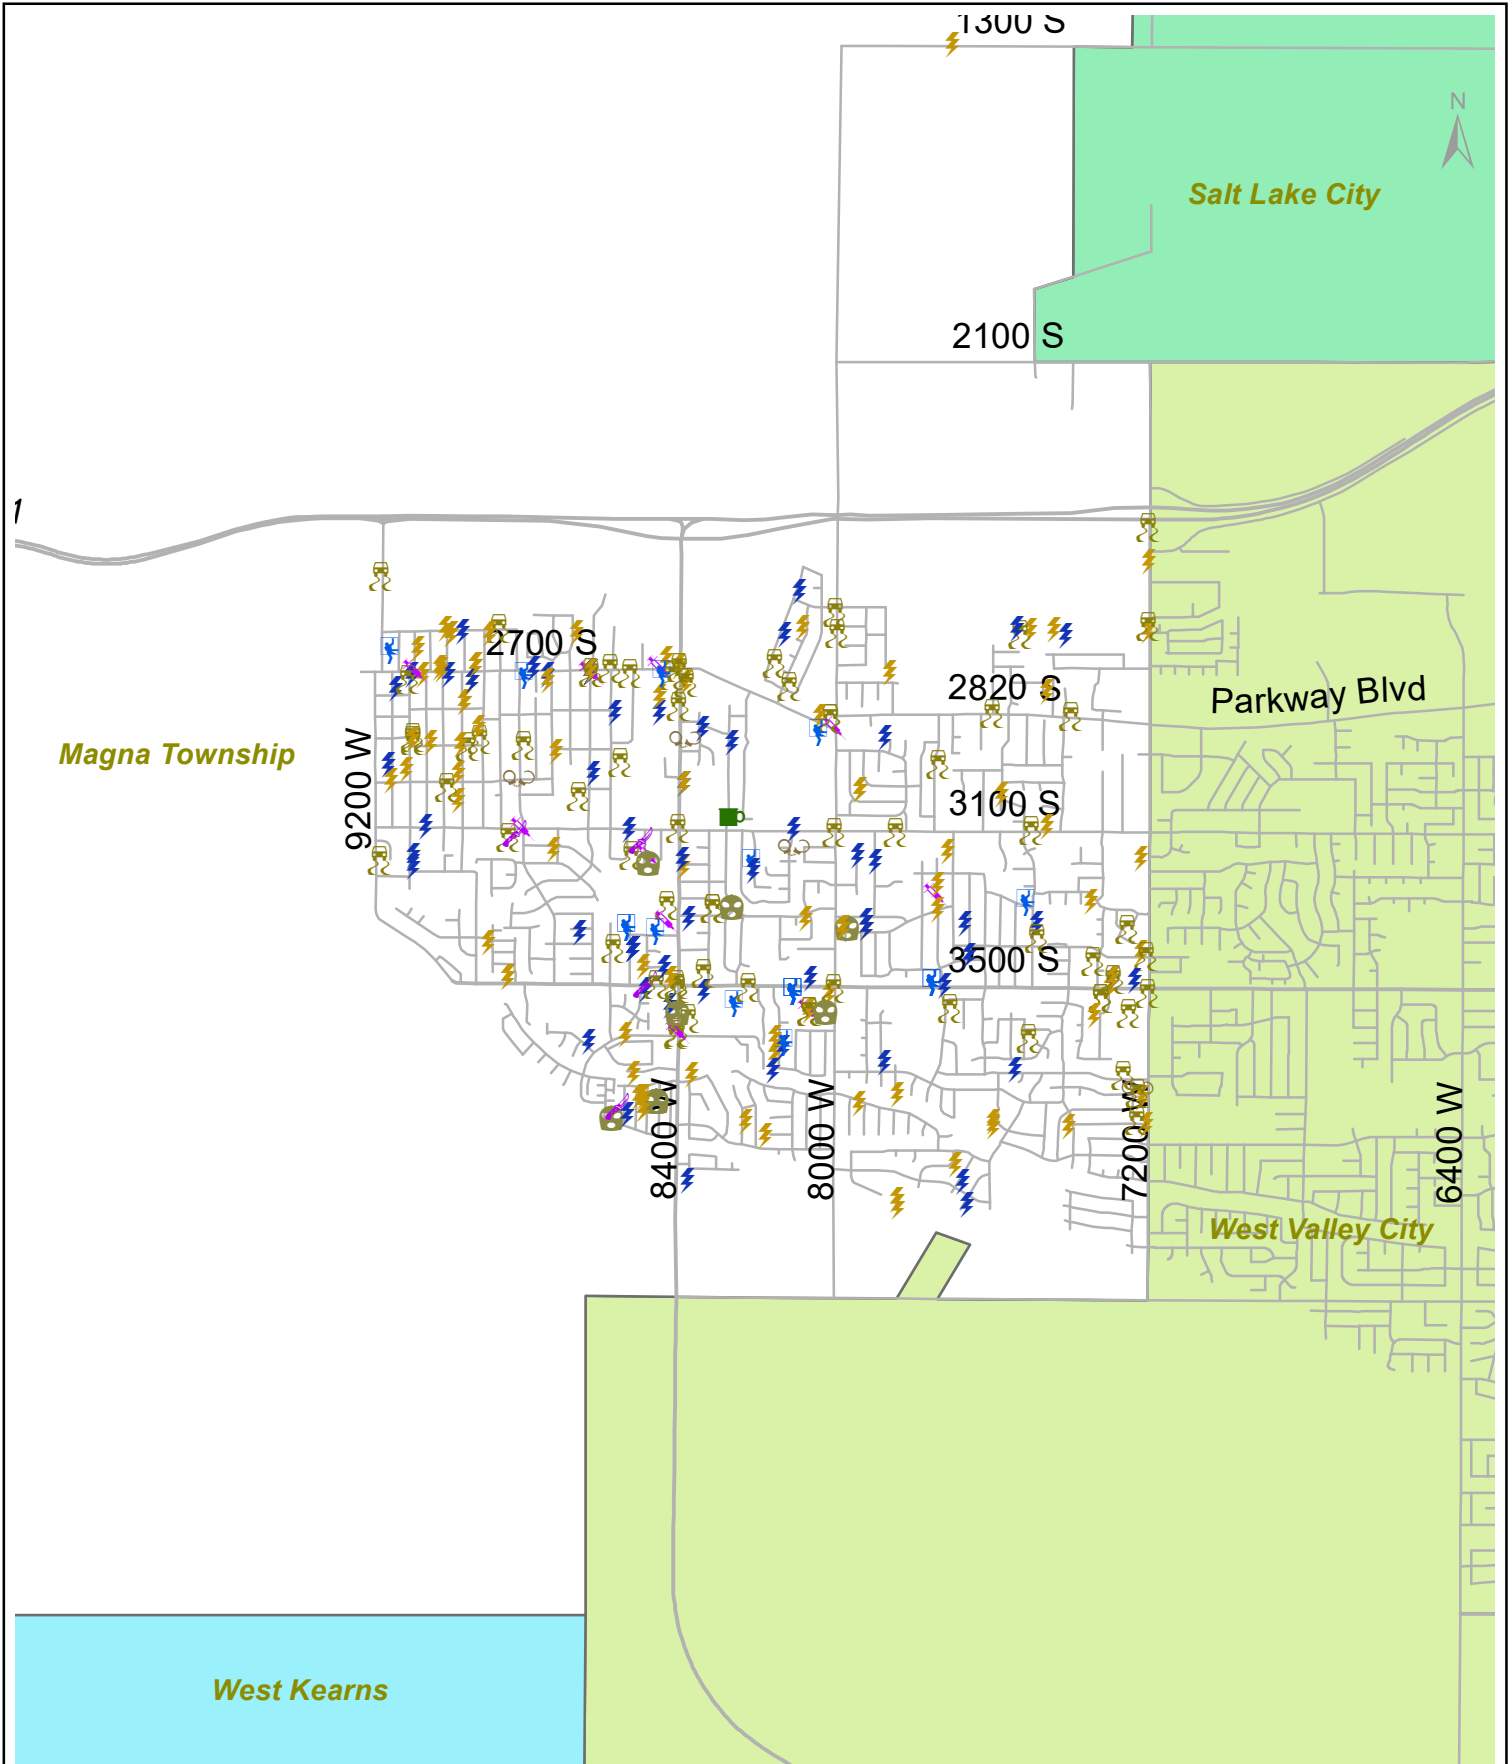 1300 S
N
Salt Lake City
2100 S
1
2700 S
2820 S
Parkway Blvd
Magna Township
9200 W
3100 S
3500 S
8400 W
8000 W
7200 W
6400 W
West Valley City
West Kearns